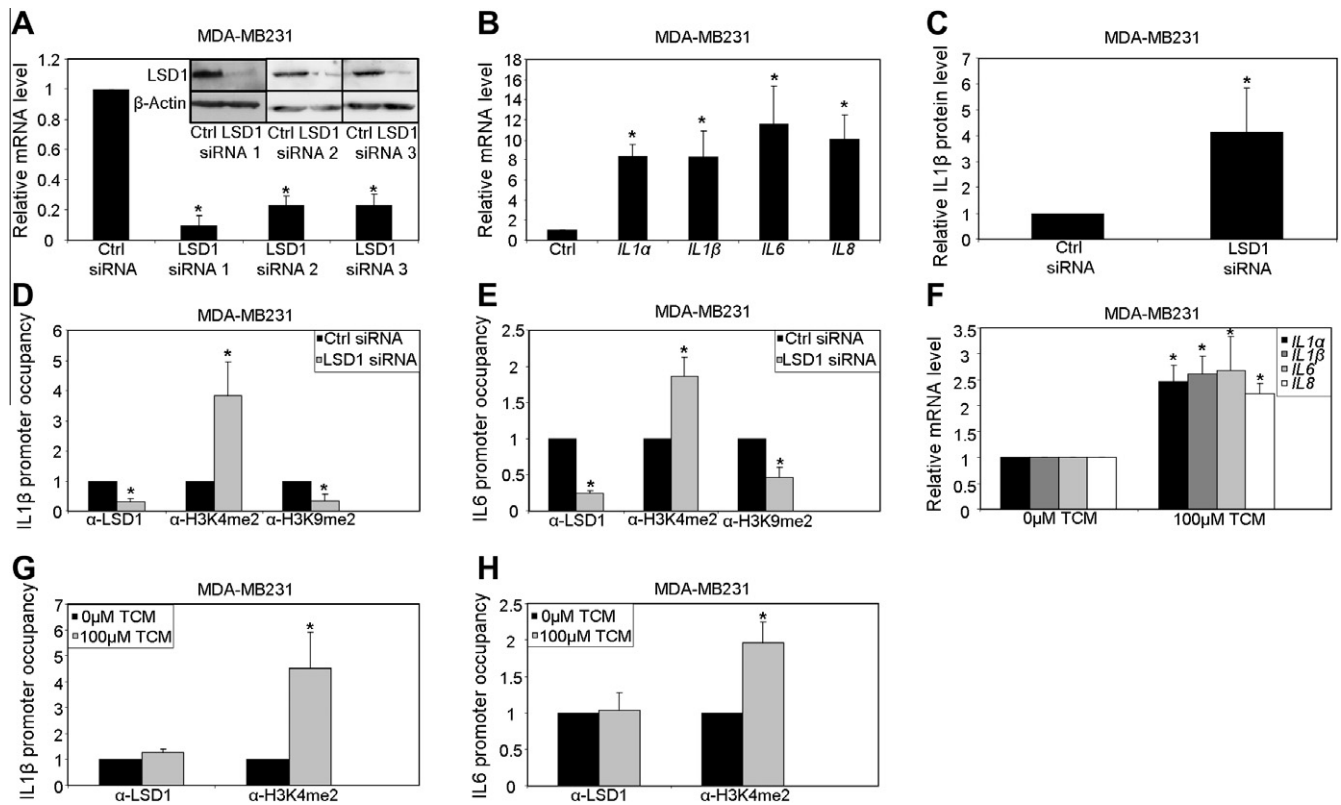 A
MDA-MB231
Relative mRNA level
1.2
1
0.8
0.6
0.4
0.2
0
LSD1
β-Actin
Ctrl LSD1 Ctrl LSD1 Ctrl LSD1
siRNA 1 siRNA 2 siRNA 3
*
*
*
Ctrl LSD1 LSD1 LSD1
siRNA siRNA 1 siRNA 2 siRNA 3
B
MDA-MB231
Relative mRNA level
18
16
14
12
10
8
6
4
2
0
*
*
*
*
Ctrl IL1α IL1β IL6 IL8
C
MDA-MB231
Relative IL1β protein level
7
6
5
4
3
2
1
0
*
Ctrl LSD1
siRNA siRNA
D
MDA-MB231
IL1β promoter occupancy
6
5
4
3
2
1
0
Ctrl siRNA
LSD1 siRNA
*
*
*
α-LSD1 α-H3K4me2 α-H3K9me2
E
MDA-MB231
IL6 promoter occupancy
2.5
2
1.5
1
0.5
0
Ctrl siRNA
LSD1 siRNA
*
*
*
α-LSD1 α-H3K4me2 α-H3K9me2
F
MDA-MB231
Relative mRNA level
3.5
3
2.5
2
1.5
1
0.5
0
IL1α
IL1β
IL6
IL8
*
*
*
*
0µM TCM 100µM TCM
G
MDA-MB231
IL1β promoter occupancy
7
6
5
4
3
2
1
0
0µM TCM
100µM TCM
*
α-LSD1 α-H3K4me2
H
MDA-MB231
IL6 promoter occupancy
2.5
2
1.5
1
0.5
0
0µM TCM
100µM TCM
*
α-LSD1 α-H3K4me2